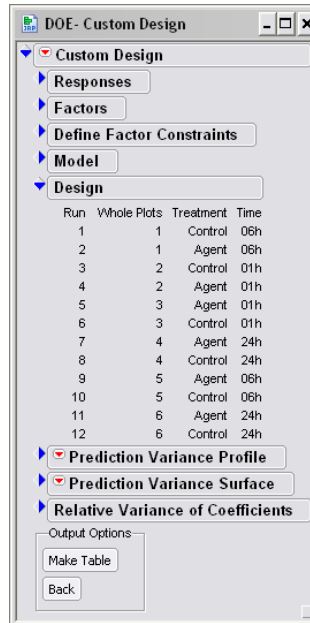 DOE- Custom Design
Custom Design
Responses
Factors
Define Factor Constraints
Model
Design
Run Whole Plots Treatment Time
1 1 Control 06h
2 1 Agent 06h
3 2 Control 01h
4 2 Agent 01h
5 3 Agent 01h
6 3 Control 01h
7 4 Agent 24h
8 4 Control 24h
9 5 Agent 06h
10 5 Control 06h
11 6 Agent 24h
12 6 Control 24h
Prediction Variance Profile
Prediction Variance Surface
Relative Variance of Coefficients
Output Options
Make Table
Back